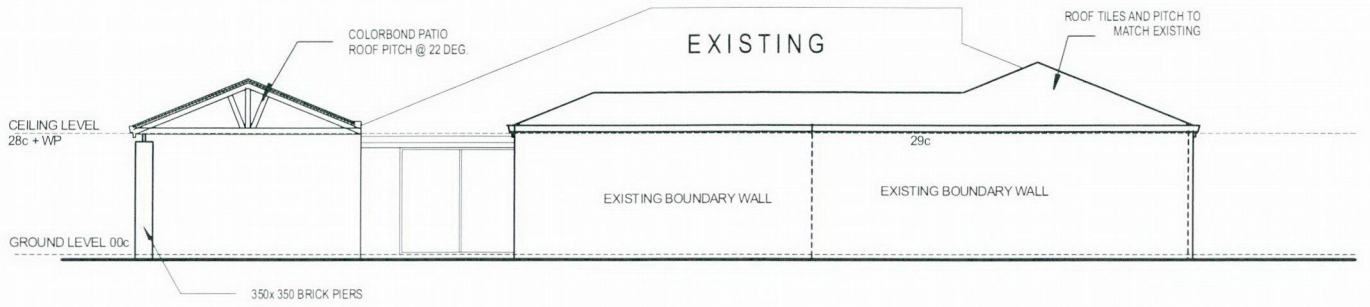 COLORBOND PATIO
ROOF PITCH @ 22 DEG.
EXISTING
ROOF TILES AND PITCH TO
MATCH EXISTING
CEILING LEVEL
28c + WP
29c
EXISTING BOUNDARY WALL
EXISTING BOUNDARY WALL
GROUND LEVEL 00c
350x 350 BRICK PIERS